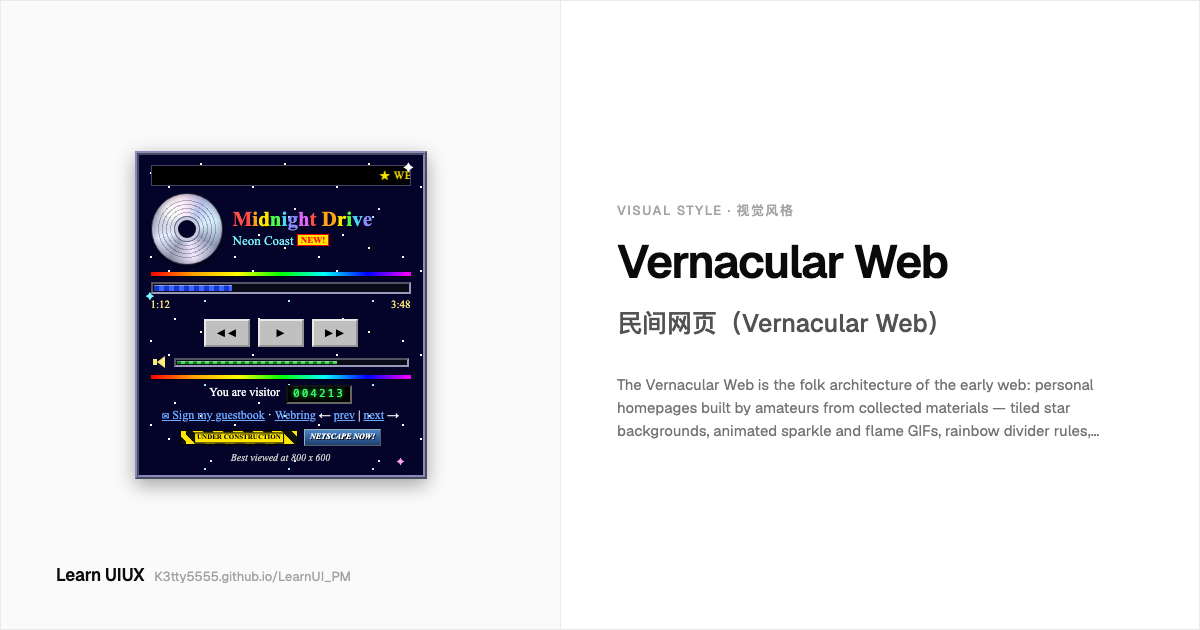 ★ WE
Midnight Drive
Neon Coast NEW!
1:12 3:48
You are visitor 004213
✉ Sign my guestbook · Webring ← prev | next →
UNDER CONSTRUCTION NETSCAPE NOW!
Best viewed at 800 x 600
Learn UIUX K3tty5555.github.io/LearnUI_PM
VISUAL STYLE · 视觉风格
Vernacular Web
民间网页（Vernacular Web）
The Vernacular Web is the folk architecture of the early web: personal
homepages built by amateurs from collected materials — tiled star
backgrounds, animated sparkle and flame GIFs, rainbow divider rules,...